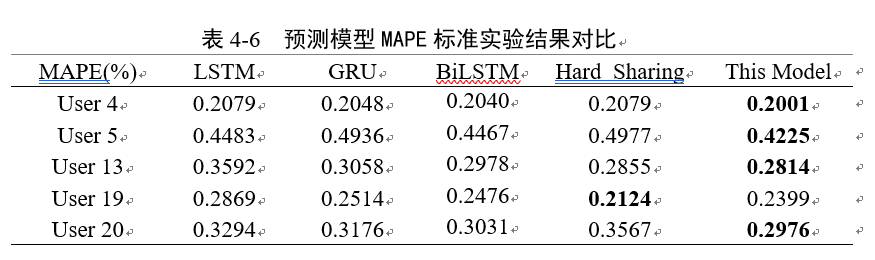 表 4-6 预测模型 MAPE 标准实验结果对比
MAPE(%) LSTM GRU BiLSTM Hard Sharing This Model
User 4 0.2079 0.2048 0.2040 0.2079 0.2001
User 5 0.4483 0.4936 0.4467 0.4977 0.4225
User 13 0.3592 0.3058 0.2978 0.2855 0.2814
User 19 0.2869 0.2514 0.2476 0.2124 0.2399
User 20 0.3294 0.3176 0.3031 0.3567 0.2976